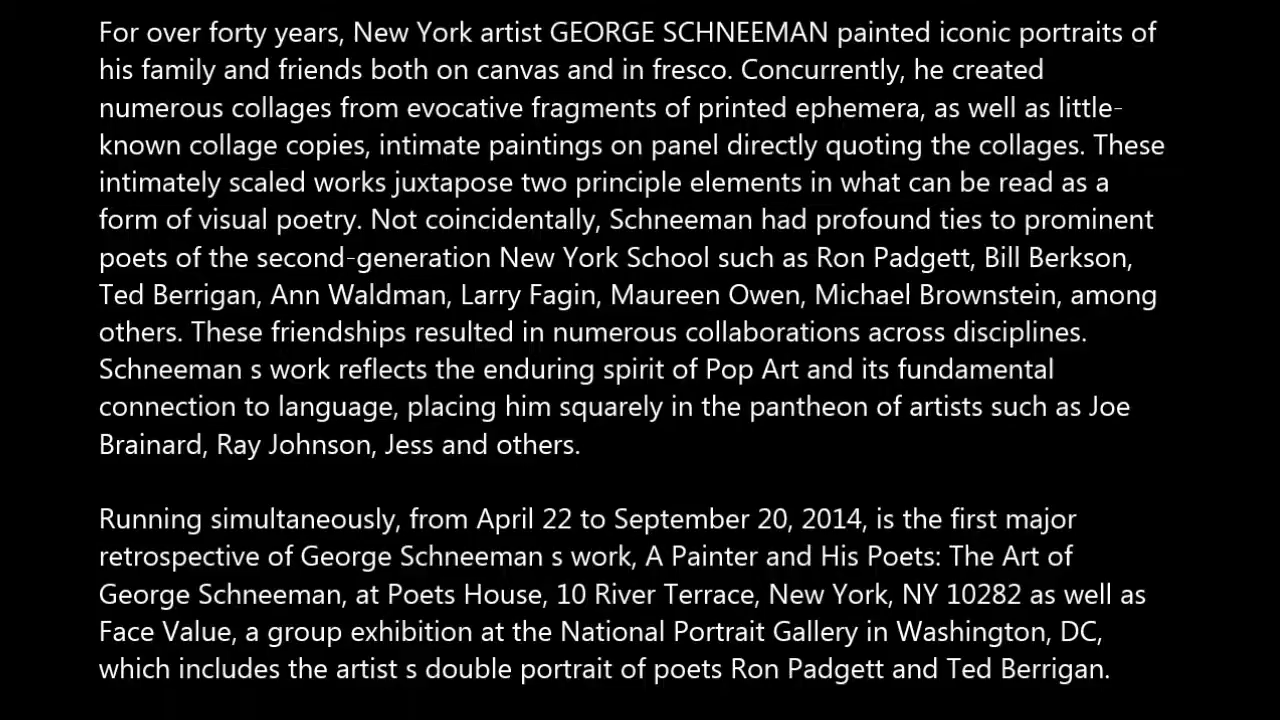 For over forty years, New York artist GEORGE SCHNEEMAN painted iconic portraits of
his family and friends both on canvas and in fresco. Concurrently, he created
numerous collages from evocative fragments of printed ephemera, as well as little-
known collage copies, intimate paintings on panel directly quoting the collages. These
intimately scaled works juxtapose two principle elements in what can be read as a
form of visual poetry. Not coincidentally, Schneeman had profound ties to prominent
poets of the second-generation New York School such as Ron Padgett, Bill Berkson,
Ted Berrigan, Ann Waldman, Larry Fagin, Maureen Owen, Michael Brownstein, among
others. These friendships resulted in numerous collaborations across disciplines.
Schneeman s work reflects the enduring spirit of Pop Art and its fundamental
connection to language, placing him squarely in the pantheon of artists such as Joe
Brainard, Ray Johnson, Jess and others.
Running simultaneously, from April 22 to September 20, 2014, is the first major
retrospective of George Schneeman s work, A Painter and His Poets: The Art of
George Schneeman, at Poets House, 10 River Terrace, New York, NY 10282 as well as
Face Value, a group exhibition at the National Portrait Gallery in Washington, DC,
which includes the artist s double portrait of poets Ron Padgett and Ted Berrigan.